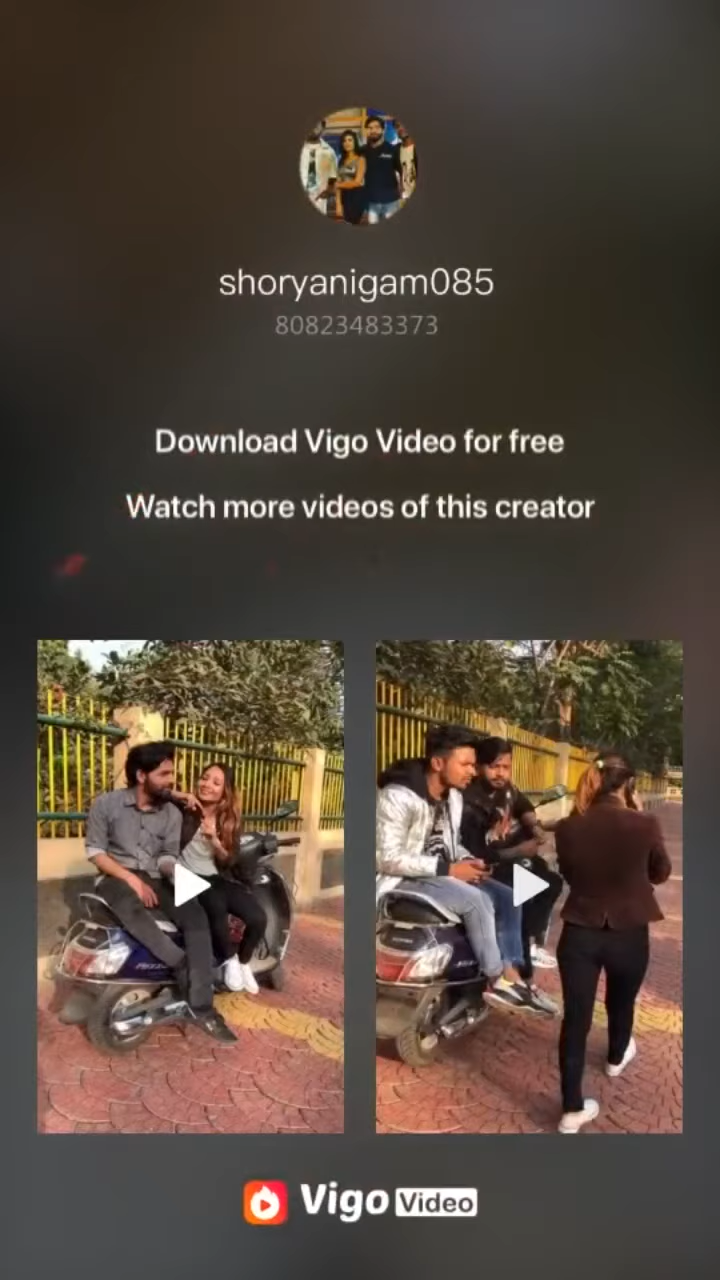 shoryanigam085
80823483373
Download Vigo Video for free
Watch more videos of this creator
Vigo Video